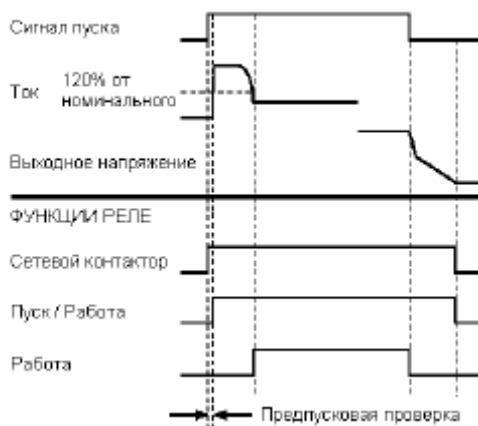 Сигнал пуска
Ток
120% от
номинального
Выходное напряжение
ФУНКЦИИ РЕЛЕ
Сетевой контактор
Пуск / Работа
Работа
Предпусковая проверка